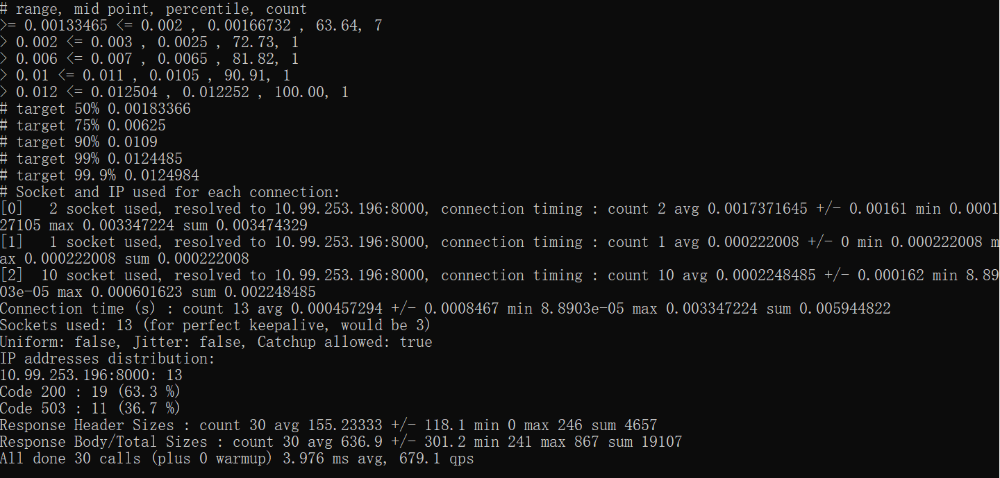 # range, mid point, percentile, count
>= 0.00133465 <= 0.002 , 0.00166732 , 63.64, 7
> 0.002 <= 0.003 , 0.0025 , 72.73, 1
> 0.006 <= 0.007 , 0.0065 , 81.82, 1
> 0.01 <= 0.011 , 0.0105 , 90.91, 1
> 0.012 <= 0.012504 , 0.012252 , 100.00, 1
# target 50% 0.00183366
# target 75% 0.00625
# target 90% 0.0109
# target 99% 0.0124485
# target 99.9% 0.0124984
# Socket and IP used for each connection:
[0]   2 socket used, resolved to 10.99.253.196:8000, connection timing : count 2 avg 0.0017371645 +/- 0.00161 min 0.0001
27105 max 0.003347224 sum 0.003474329
[1]   1 socket used, resolved to 10.99.253.196:8000, connection timing : count 1 avg 0.000222008 +/- 0 min 0.000222008 m
ax 0.000222008 sum 0.000222008
[2]  10 socket used, resolved to 10.99.253.196:8000, connection timing : count 10 avg 0.0002248485 +/- 0.000162 min 8.89
03e-05 max 0.000601623 sum 0.002248485
Connection time (s) : count 13 avg 0.000457294 +/- 0.0008467 min 8.8903e-05 max 0.003347224 sum 0.005944822
Sockets used: 13 (for perfect keepalive, would be 3)
Uniform: false, Jitter: false, Catchup allowed: true
IP addresses distribution:
10.99.253.196:8000: 13
Code 200 : 19 (63.3 %)
Code 503 : 11 (36.7 %)
Response Header Sizes : count 30 avg 155.23333 +/- 118.1 min 0 max 246 sum 4657
Response Body/Total Sizes : count 30 avg 636.9 +/- 301.2 min 241 max 867 sum 19107
All done 30 calls (plus 0 warmup) 3.976 ms avg, 679.1 qps